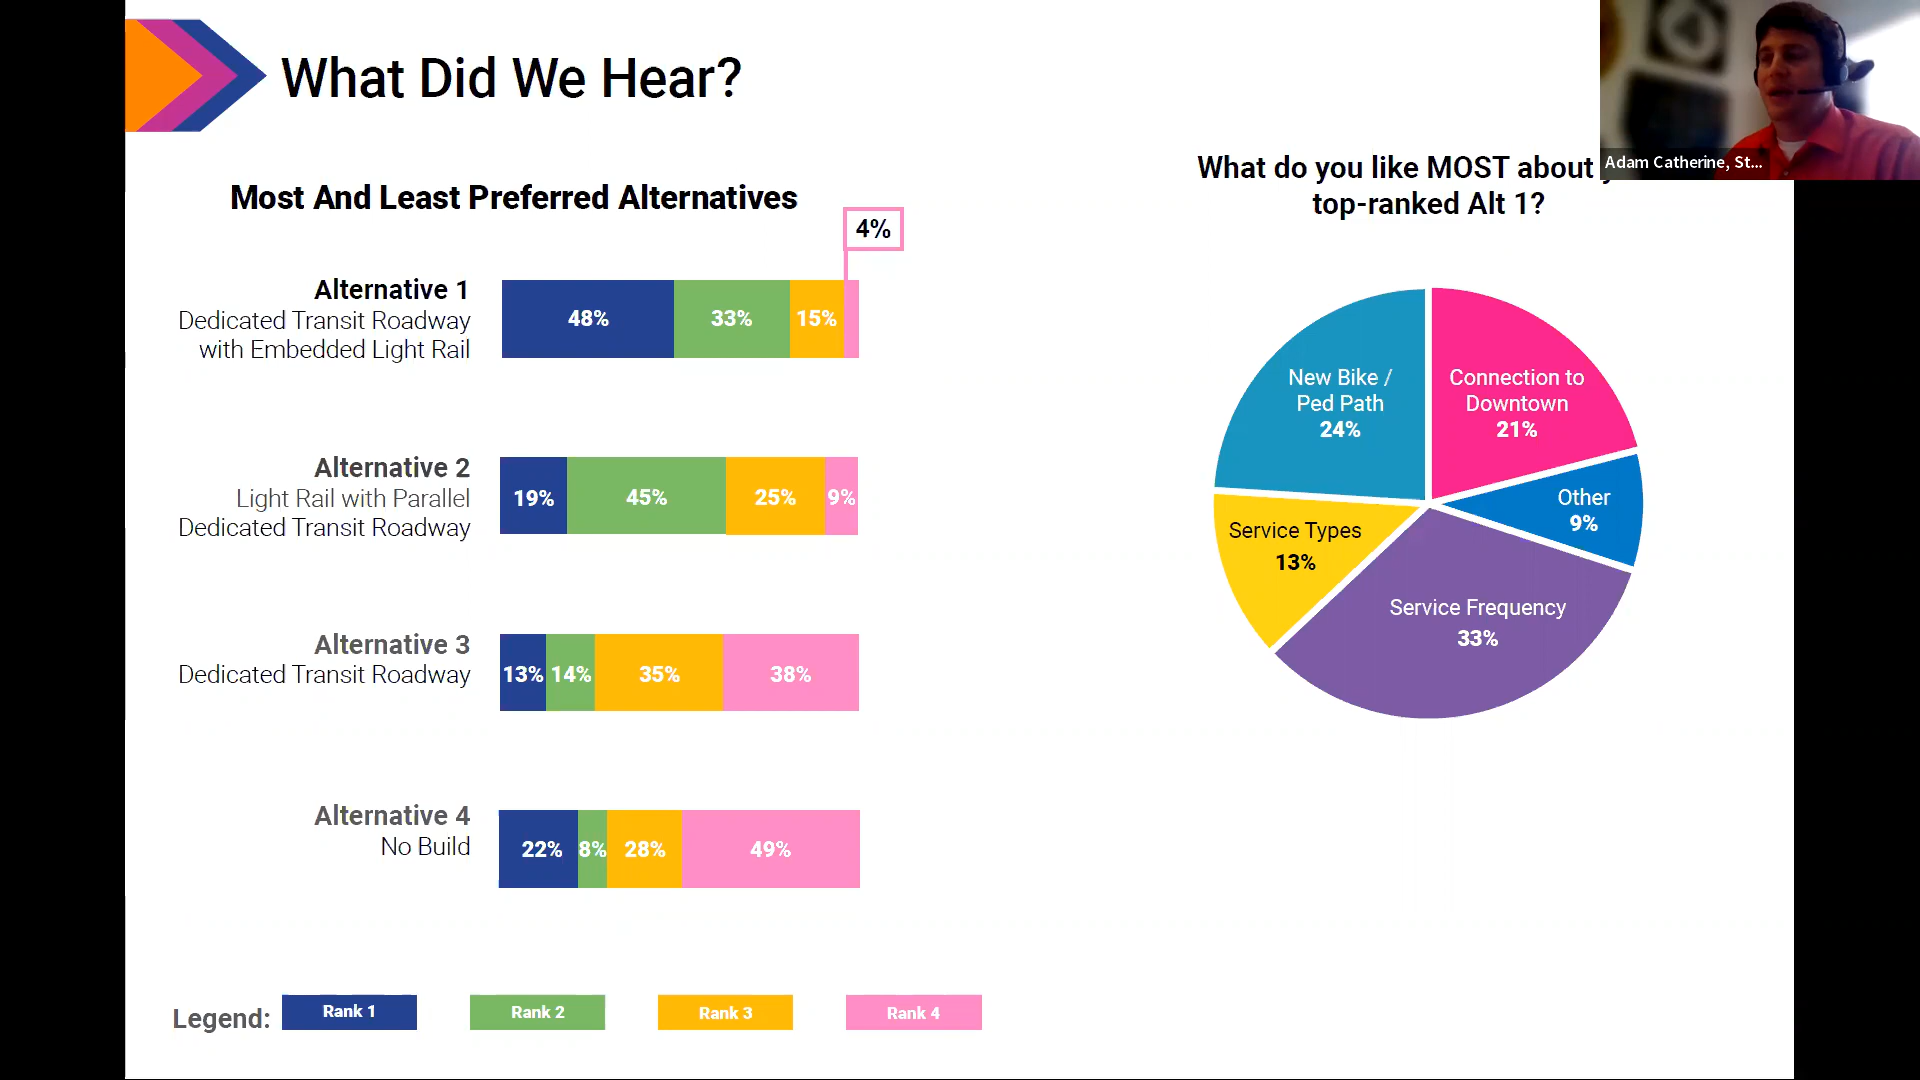 What Did We Hear?
Adam Catherine, St...
Most And Least Preferred Alternatives
4%
Alternative 1
Dedicated Transit Roadway
with Embedded Light Rail
48% 33% 15%
Alternative 2
Light Rail with Parallel
Dedicated Transit Roadway
19% 45% 25% 9%
Alternative 3
Dedicated Transit Roadway
13% 14% 35% 38%
Alternative 4
No Build
22% 8% 28% 49%
Legend: Rank 1 Rank 2 Rank 3 Rank 4
What do you like MOST about
top-ranked Alt 1?
New Bike /
Ped Path
24%
Connection to
Downtown
21%
Other
9%
Service Types
13%
Service Frequency
33%